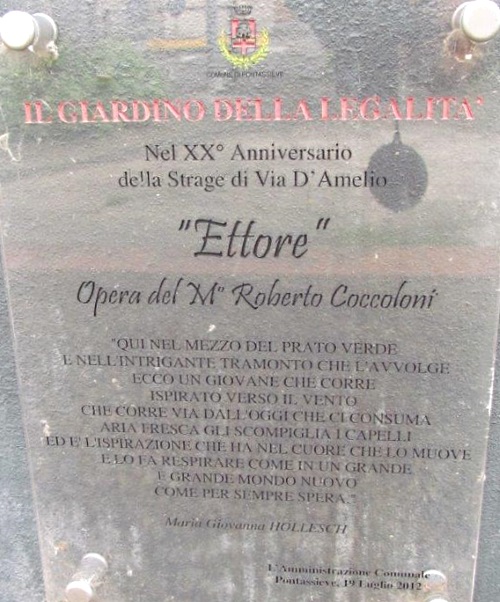 COMUNE DI PONTASSIEVE
IL GIARDINO DELLA LEGALITA'
Nel XX° Anniversario
della Strage di Via D'Amelio
"Ettore"
Opera del M° Roberto Coccoloni
"QUI NEL MEZZO DEL PRATO VERDE
E NELL'INTRIGANTE TRAMONTO CHE L'AVVOLGE
ECCO UN GIOVANE CHE CORRE
ISPIRATO VERSO IL VENTO
CHE CORRE VIA DALL'OGGI CHE CI CONSUMA
ARIA FRESCA GLI SCOMPIGLIA I CAPELLI
ED E' L'ISPIRAZIONE CHE HA NEL CUORE CHE LO MUOVE
E LO FA RESPIRARE COME IN UN GRANDE
E GRANDE MONDO NUOVO
COME PER SEMPRE SPERA."
Maria Giovanna HOLLESCH
L'Amministrazione Comunale
Pontassieve, 19 Luglio 2012